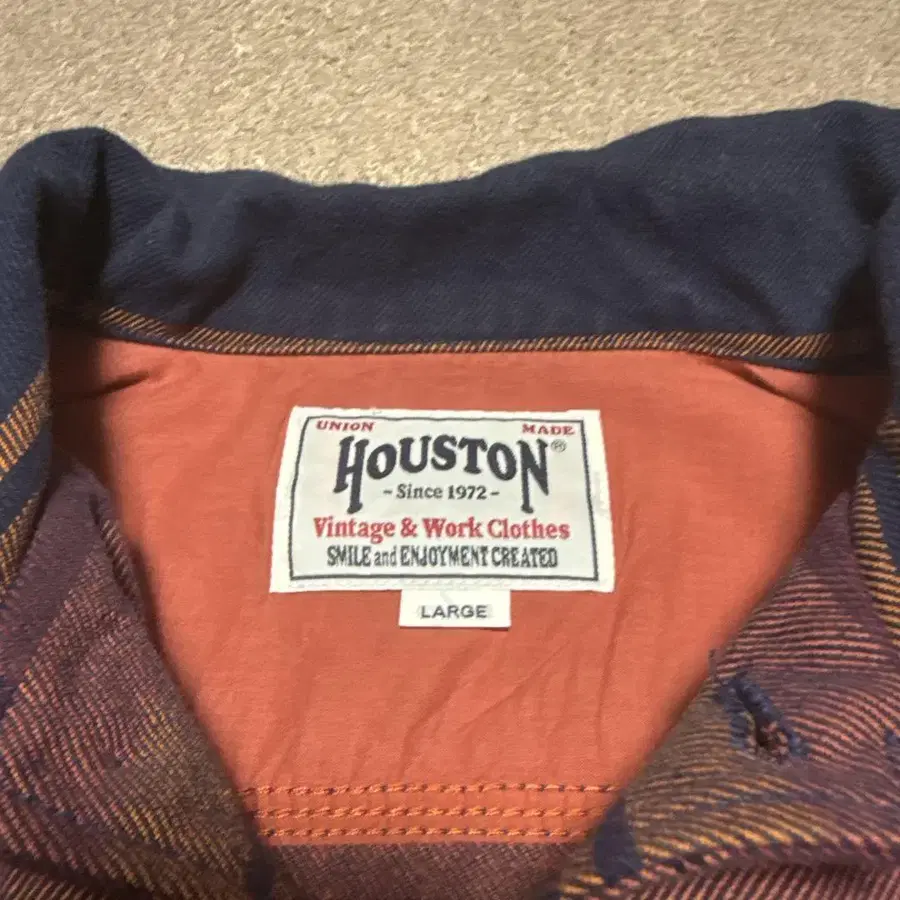 UNION MADE
HOUSTON®
- Since 1972 -
Vintage & Work Clothes
SMILE and ENJOYMENT CREATED
LARGE